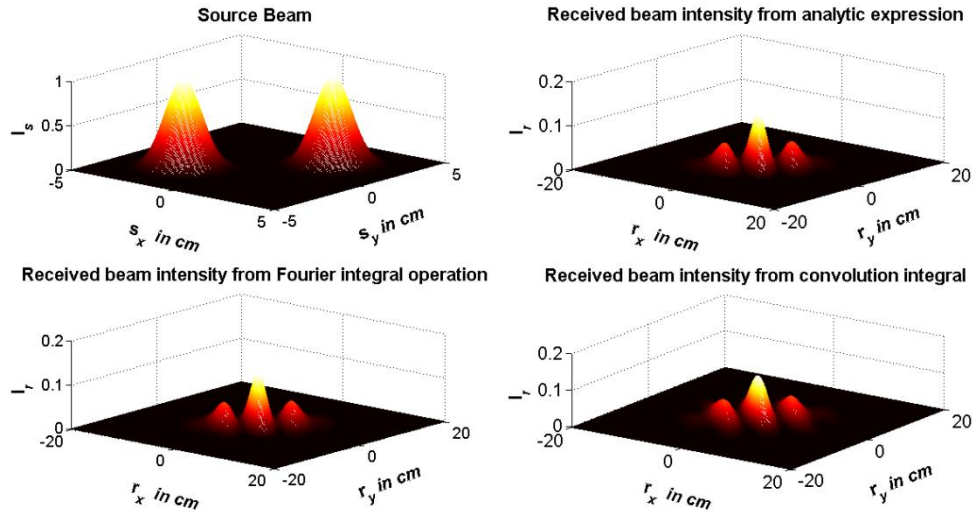 Source Beam
1
0.5
0
I_s
-5
0
5
s_x in cm
-5
0
5
s_y in cm
Received beam intensity from analytic expression
0.2
0.1
0
I_r
-20
0
20
r_x in cm
-20
0
20
r_y in cm
Received beam intensity from Fourier integral operation
0.2
0.1
0
I_r
-20
0
20
r_x in cm
-20
0
20
r_y in cm
Received beam intensity from convolution integral
0.2
0.1
0
I_r
-20
0
20
r_x in cm
-20
0
20
r_y in cm